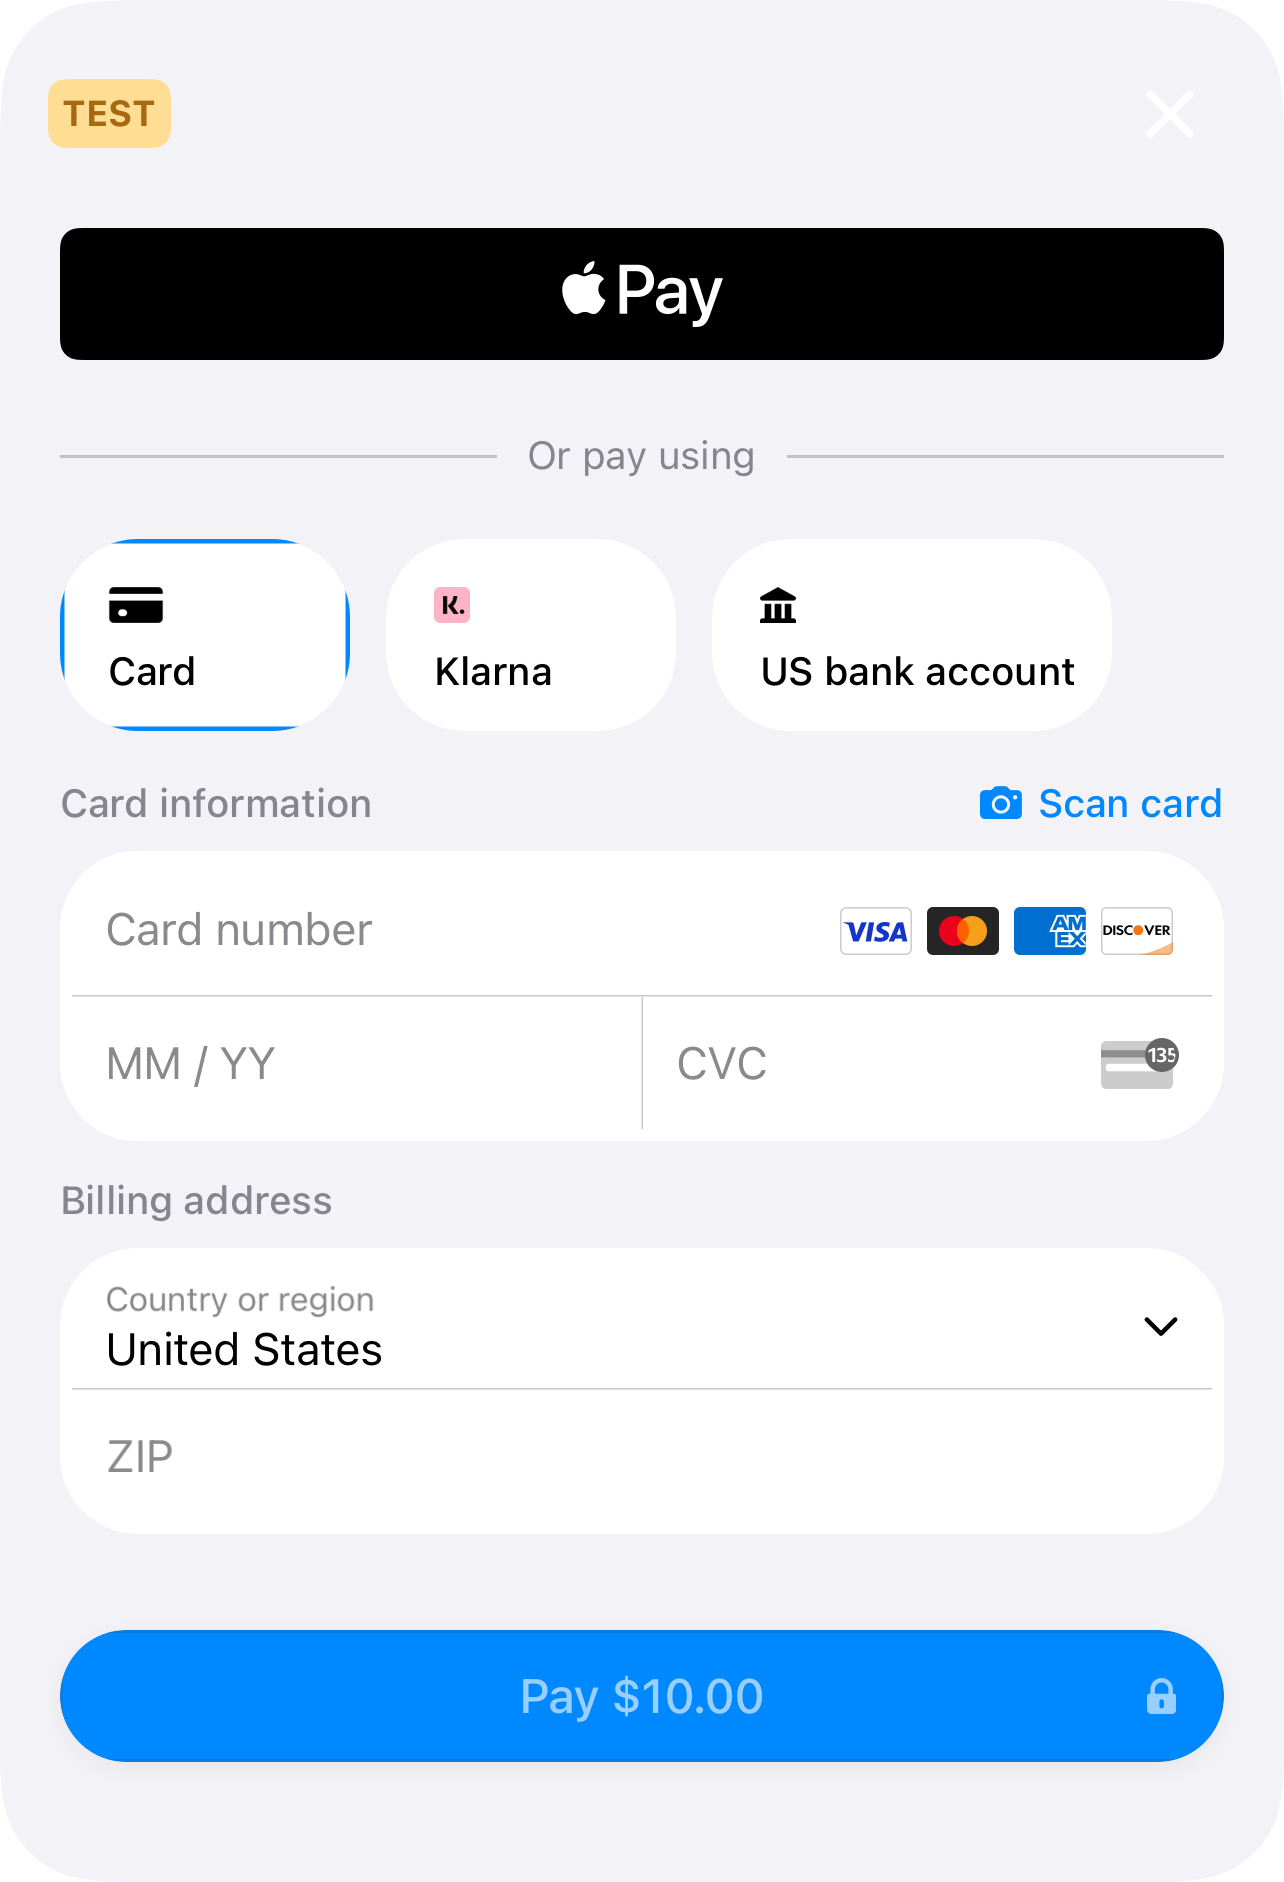 TEST
Pay
Or pay using
K.
Card
Klarna
US bank account
Card information
Scan card
Card number
VISA
AM
EX
DISCOVER
MM / YY
CVC
135
Billing address
Country or region
United States
ZIP
Pay $10.00